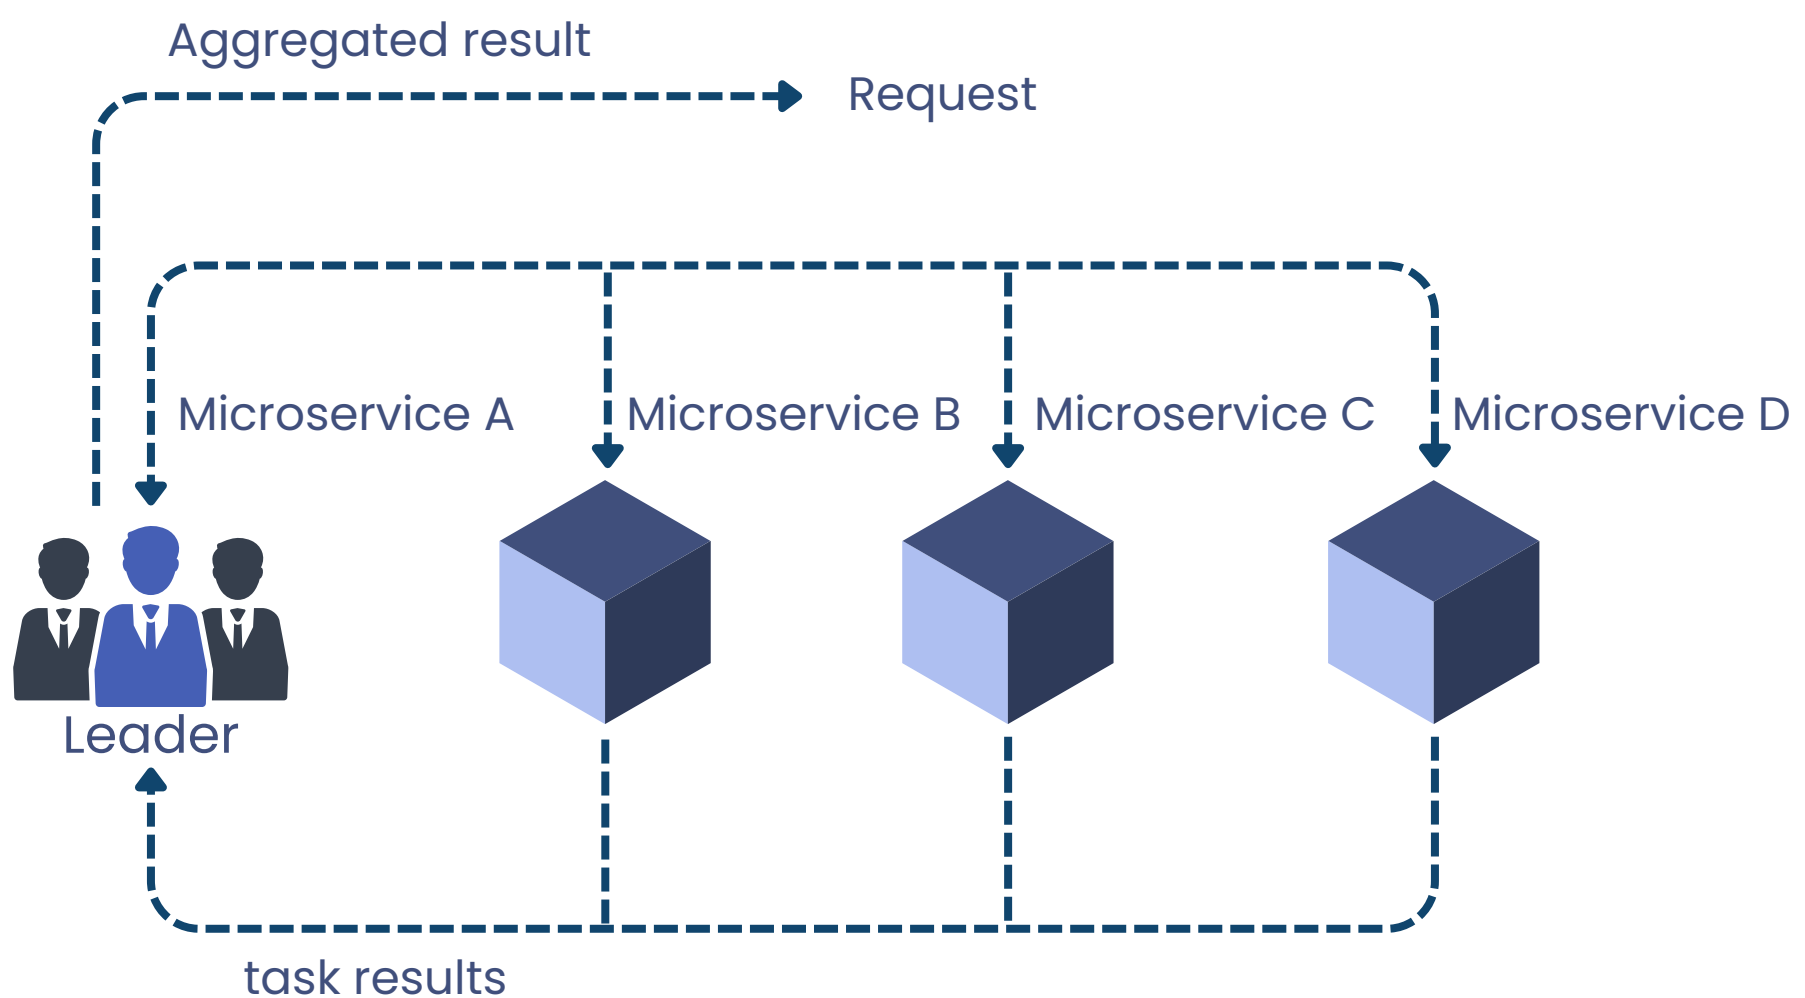 Aggregated result
Request
Microservice A
Microservice B
Microservice C
Microservice D
Leader
task results